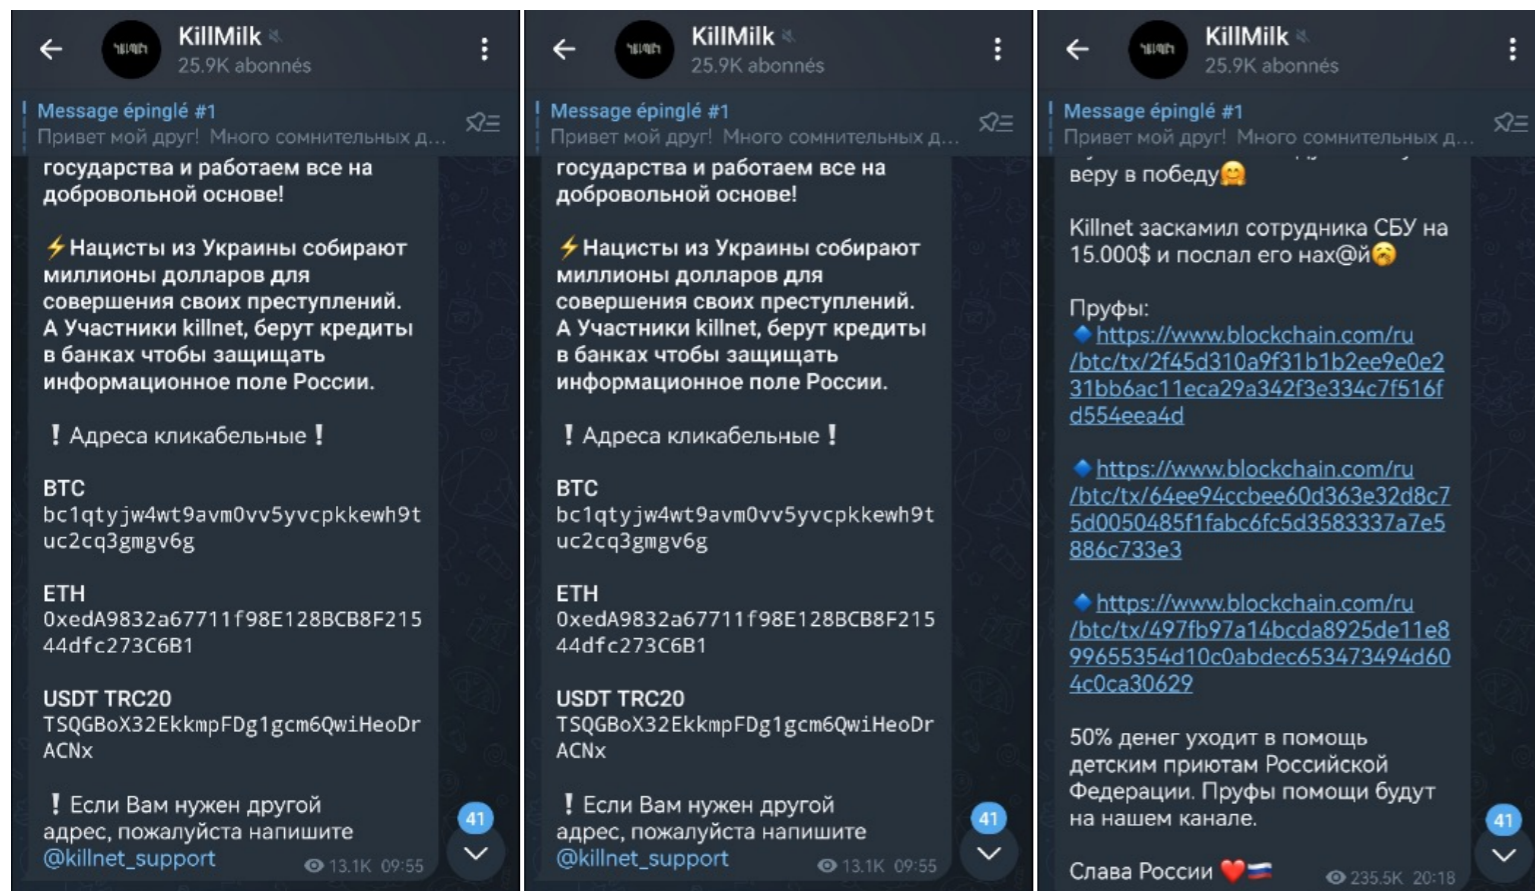 KillMilk
25.9K abonnés
Message épinglé #1
Привет мой друг! Много сомнительных д...
государства и работаем все на
добровольной основе!
⚡Нацисты из Украины собирают
миллионы долларов для
совершения своих преступлений.
А Участники killnet, берут кредиты
в банках чтобы защищать
информационное поле России.
❗Адреса кликабельные❗
BTC
bc1qtyjw4wt9avm0vv5yvcpkkewh9t
uc2cq3gmgv6g
ETH
0xedA9832a67711f98E128BCB8F215
44dfc273C6B1
USDT TRC20
TSQGBoX32EkkmpFDg1gcm6QwiHeoDr
ACNx
❗Если Вам нужен другой
адрес, пожалуйста напишите
@killnet_support
13.1K 09:55
41
KillMilk
25.9K abonnés
Message épinglé #1
Привет мой друг! Много сомнительных д...
государства и работаем все на
добровольной основе!
⚡Нацисты из Украины собирают
миллионы долларов для
совершения своих преступлений.
А Участники killnet, берут кредиты
в банках чтобы защищать
информационное поле России.
❗Адреса кликабельные❗
BTC
bc1qtyjw4wt9avm0vv5yvcpkkewh9t
uc2cq3gmgv6g
ETH
0xedA9832a67711f98E128BCB8F215
44dfc273C6B1
USDT TRC20
TSQGBoX32EkkmpFDg1gcm6QwiHeoDr
ACNx
❗Если Вам нужен другой
адрес, пожалуйста напишите
@killnet_support
13.1K 09:55
41
KillMilk
25.9K abonnés
Message épinglé #1
Привет мой друг! Много сомнительных д...
веру в победу🤗
Killnet заскамил сотрудника СБУ на
15.000$ и послал его нах@й🥱
Пруфы:
🔷https://www.blockchain.com/ru
/btc/tx/2f45d310a9f31b1b2ee9e0e2
31bb6ac11eca29a342f3e334c7f516f
d554eea4d
🔷https://www.blockchain.com/ru
/btc/tx/64ee94ccbee60d363e32d8c7
5d0050485f1fabc6fc5d3583337a7e5
886c733e3
🔷https://www.blockchain.com/ru
/btc/tx/497fb97a14bcda8925de11e8
99655354d10c0abdec653473494d60
4c0ca30629
50% денег уходит в помощь
детским приютам Российской
Федерации. Пруфы помощи будут
на нашем канале.
Слава России ❤️🇷🇺
235.5K 20:18
41